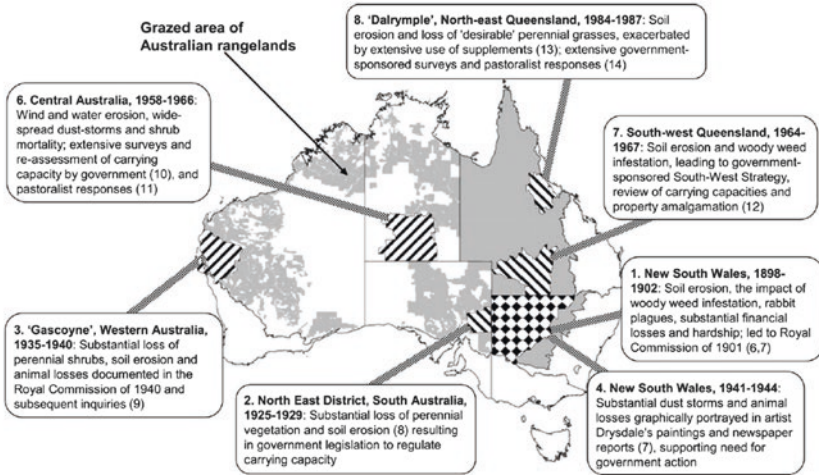 Grazed area of
Australian rangelands
8. ‘Dalrymple’, North-east Queensland, 1984-1987: Soil
erosion and loss of 'desirable' perennial grasses, exacerbated
by extensive use of supplements (13); extensive government-
sponsored surveys and pastoralist responses (14)
6. Central Australia, 1958-1966:
Wind and water erosion, wide-
spread dust-storms and shrub
mortality; extensive surveys and
re-assessment of carrying
capacity by government (10), and
pastoralist responses
(11)
7. South-west Queensland, 1964-
1967: Soil erosion and woody weed
infestation, leading to government-
sponsored South-West Strategy,
review of carrying capacities and
property amalgamation (12)
1. New South Wales, 1898-
1902: Soil erosion, the impact of
woody weed infestation, rabbit
plagues, substantial financial
losses and hardship; led to Royal
Commission of 1901 (6,7)
3. ‘Gascoyne’, Western Australia,
1935-1940: Substantial loss of
perennial shrubs, soil erosion and
animal losses documented in the
Royal Commission of 1940 and
subsequent inquiries (9)
2. North East District, South Australia,
1925-1929: Substantial loss of perennial
vegetation and soil erosion (8) resulting
in government legislation to regulate
carrying capacity
4. New South Wales, 1941-1944:
Substantial dust storms and animal
losses graphically portrayed in artist
Drysdale's paintings and newspaper
reports (7), supporting need for
government action